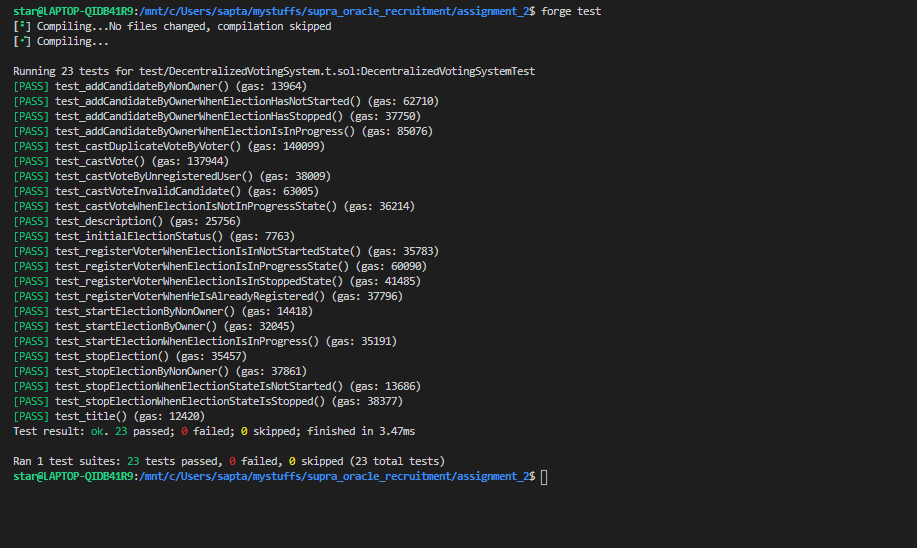 star@LAPTOP-QIDB41R9:/mnt/c/Users/sapta/mystuffs/supra_oracle_recruitment/assignment_2$ forge test
[⠃] Compiling...No files changed, compilation skipped
[⠊] Compiling...
Running 23 tests for test/DecentralizedVotingSystem.t.sol:DecentralizedVotingSystemTest
[PASS] test_addCandidateByNonOwner() (gas: 13964)
[PASS] test_addCandidateByOwnerWhenElectionHasNotStarted() (gas: 62710)
[PASS] test_addCandidateByOwnerWhenElectionHasStopped() (gas: 37750)
[PASS] test_addCandidateByOwnerWhenElectionIsInProgress() (gas: 85076)
[PASS] test_castDuplicateVoteByVoter() (gas: 140099)
[PASS] test_castVote() (gas: 137944)
[PASS] test_castVoteByUnregisteredUser() (gas: 38009)
[PASS] test_castVoteInvalidCandidate() (gas: 63005)
[PASS] test_castVoteWhenElectionIsNotInProgressState() (gas: 36214)
[PASS] test_description() (gas: 25756)
[PASS] test_initialElectionStatus() (gas: 7763)
[PASS] test_registerVoterWhenElectionIsInNotStartedState() (gas: 35783)
[PASS] test_registerVoterWhenElectionIsInProgressState() (gas: 60090)
[PASS] test_registerVoterWhenElectionIsInStoppedState() (gas: 41485)
[PASS] test_registerVoterWhenHeIsAlreadyRegistered() (gas: 37796)
[PASS] test_startElectionByNonOwner() (gas: 14418)
[PASS] test_startElectionByOwner() (gas: 32045)
[PASS] test_startElectionWhenElectionIsInProgress() (gas: 35191)
[PASS] test_stopElection() (gas: 35457)
[PASS] test_stopElectionByNonOwner() (gas: 37861)
[PASS] test_stopElectionWhenElectionStateIsNotStarted() (gas: 13686)
[PASS] test_stopElectionWhenElectionStateIsStopped() (gas: 38377)
[PASS] test_title() (gas: 12420)
Test result: ok. 23 passed; 0 failed; 0 skipped; finished in 3.47ms
Ran 1 test suites: 23 tests passed, 0 failed, 0 skipped (23 total tests)
star@LAPTOP-QIDB41R9:/mnt/c/Users/sapta/mystuffs/supra_oracle_recruitment/assignment_2$